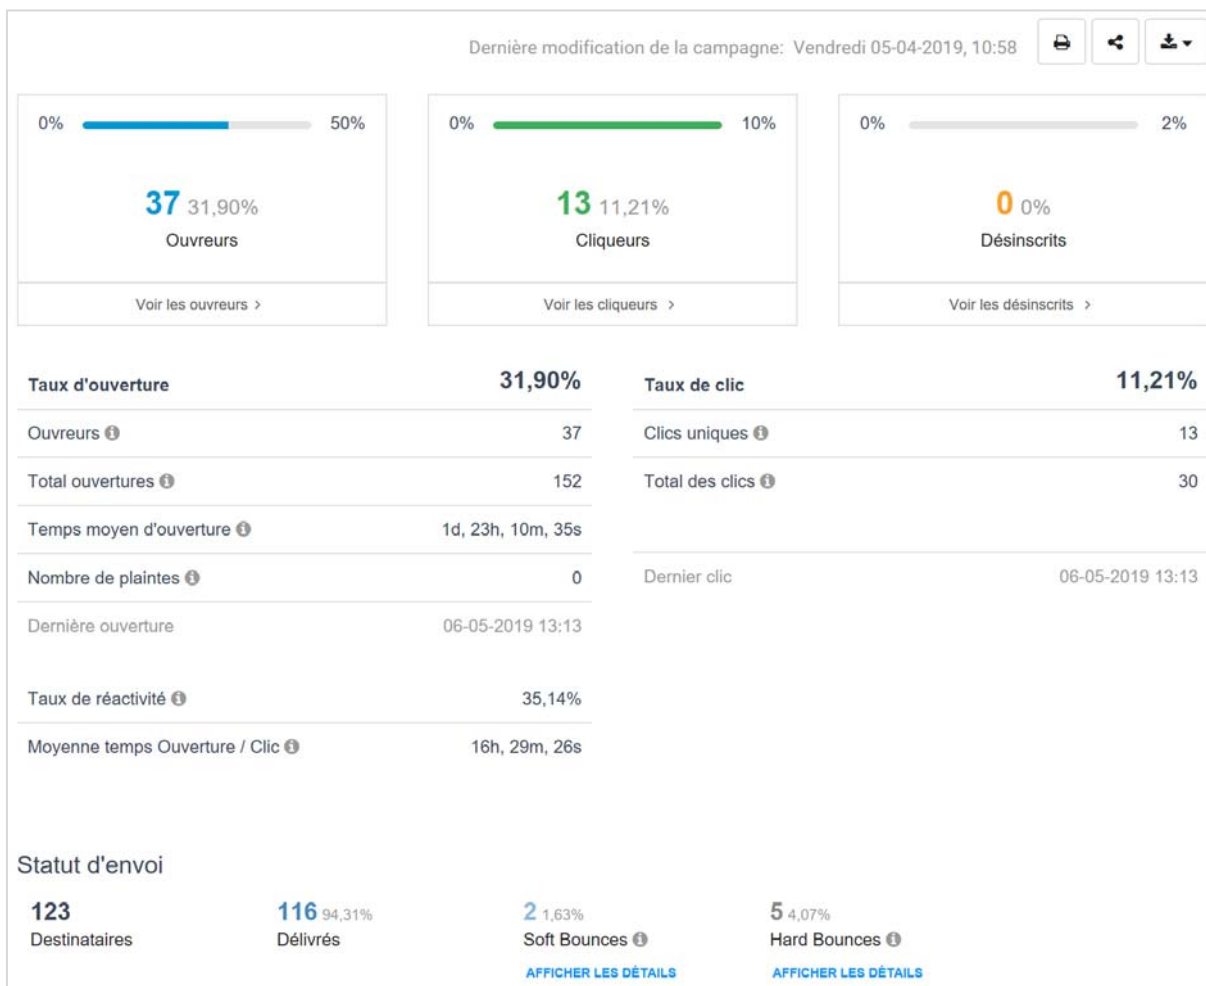 Dernière modification de la campagne: Vendredi 05-04-2019, 10:58
0% 50%
37 31,90%
Ouvreurs
Voir les ouvreurs >
0% 10%
13 11,21%
Cliqueurs
Voir les cliqueurs >
0% 2%
0 0%
Désinscrits
Voir les désinscrits >
Taux d'ouverture 31,90%
Ouvreurs 37
Total ouvertures 152
Temps moyen d'ouverture 1d, 23h, 10m, 35s
Nombre de plaintes 0
Dernière ouverture 06-05-2019 13:13
Taux de réactivité 35,14%
Moyenne temps Ouverture / Clic 16h, 29m, 26s
Taux de clic 11,21%
Clics uniques 13
Total des clics 30
Dernier clic 06-05-2019 13:13
Statut d'envoi
123
Destinataires
116 94,31%
Délivrés
2 1,63%
Soft Bounces
AFFICHER LES DÉTAILS
5 4,07%
Hard Bounces
AFFICHER LES DÉTAILS